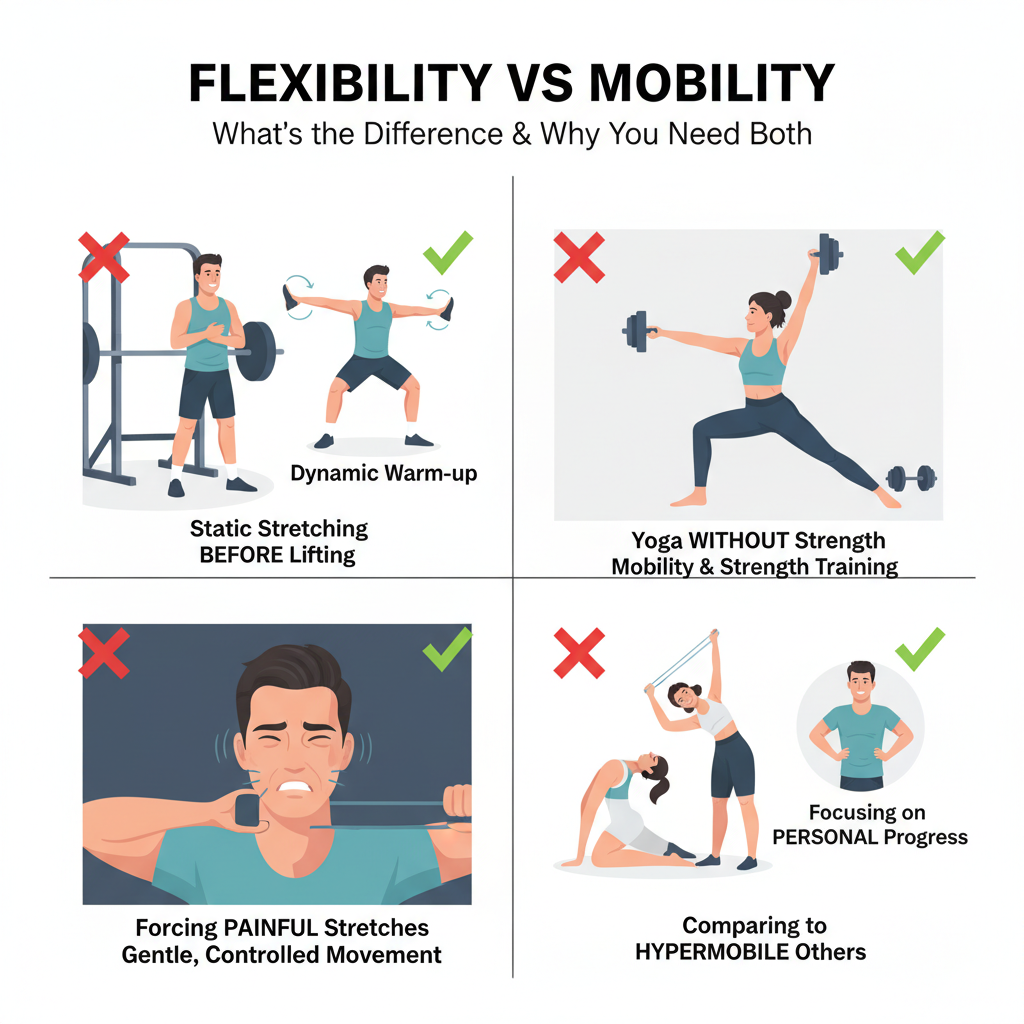 FLEXIBILITY VS MOBILITY
What's the Difference & Why You Need Both
Dynamic Warm-up
Static Stretching
BEFORE Lifting
Yoga WITHOUT Strength
Mobility & Strength Training
Forcing PAINFUL Stretches
Gentle, Controlled Movement
Focusing on
PERSONAL Progress
Comparing to
HYPERMOBILE Others